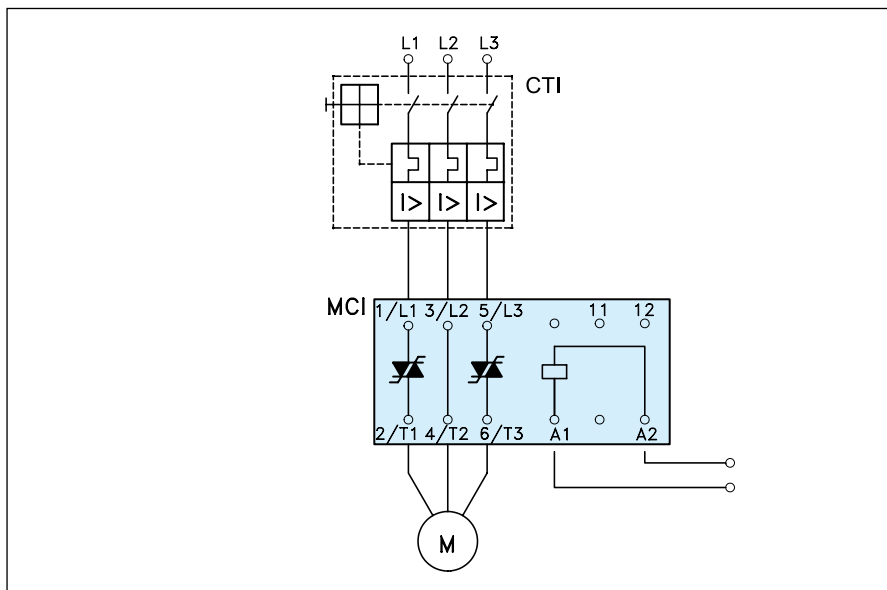 L1 L2 L3
CTI
I> I> I>
MCI
1/L1 3/L2 5/L3 11 12
2/T1 4/T2 6/T3 A1 A2
M